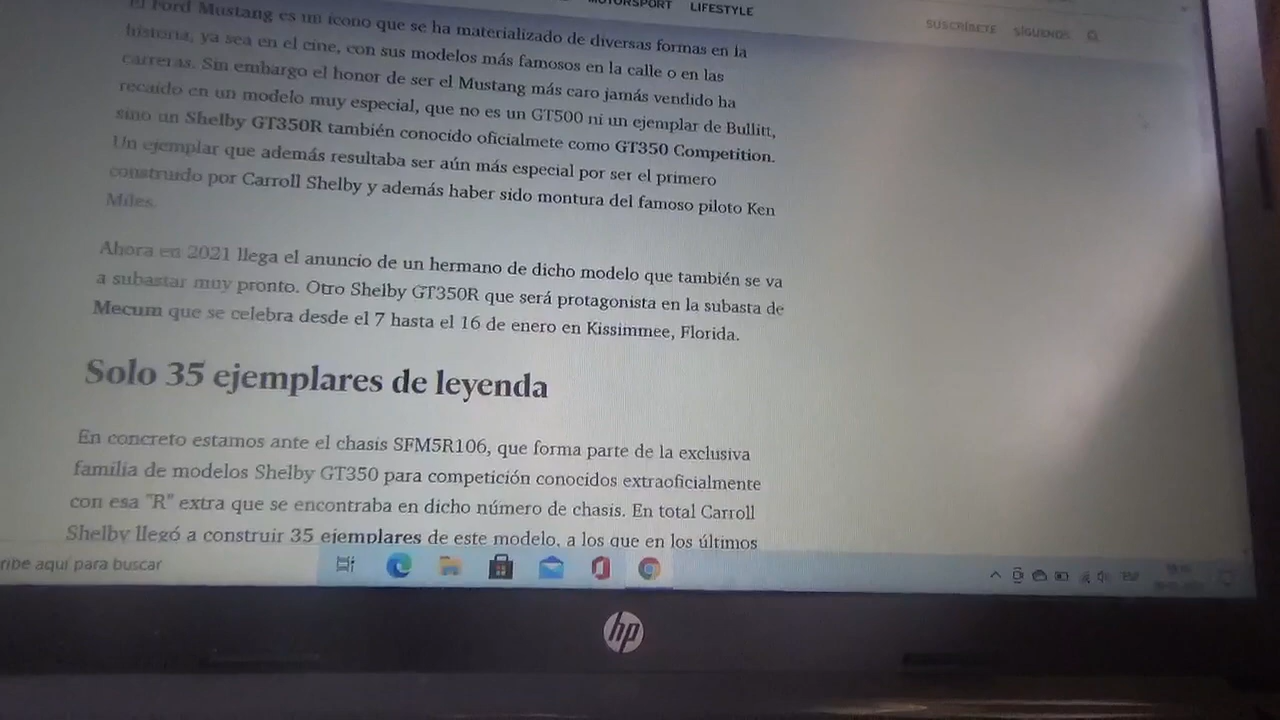 MOTORSPORT LIFESTYLE
SUSCRÍBETE SÍGUENOS
El Ford Mustang es un icono que se ha materializado de diversas formas en la
historia, ya sea en el cine, con sus modelos más famosos en la calle o en las
carreras. Sin embargo el honor de ser el Mustang más caro jamás vendido ha
recaído en un modelo muy especial, que no es un GT500 ni un ejemplar de Bullitt,
sino un Shelby GT350R también conocido oficialmete como GT350 Competition.
Un ejemplar que además resultaba ser aún más especial por ser el primero
construido por Carroll Shelby y además haber sido montura del famoso piloto Ken
Miles.
Ahora en 2021 llega el anuncio de un hermano de dicho modelo que también se va
a subastar muy pronto. Otro Shelby GT350R que será protagonista en la subasta de
Mecum que se celebra desde el 7 hasta el 16 de enero en Kissimmee, Florida.
Solo 35 ejemplares de leyenda
En concreto estamos ante el chasis SFM5R106, que forma parte de la exclusiva
familia de modelos Shelby GT350 para competición conocidos extraoficialmente
con esa "R" extra que se encontraba en dicho número de chasis. En total Carroll
Shelby llegó a construir 35 ejemplares de este modelo, a los que en los últimos
ribe aquí para buscar
ESP
hp